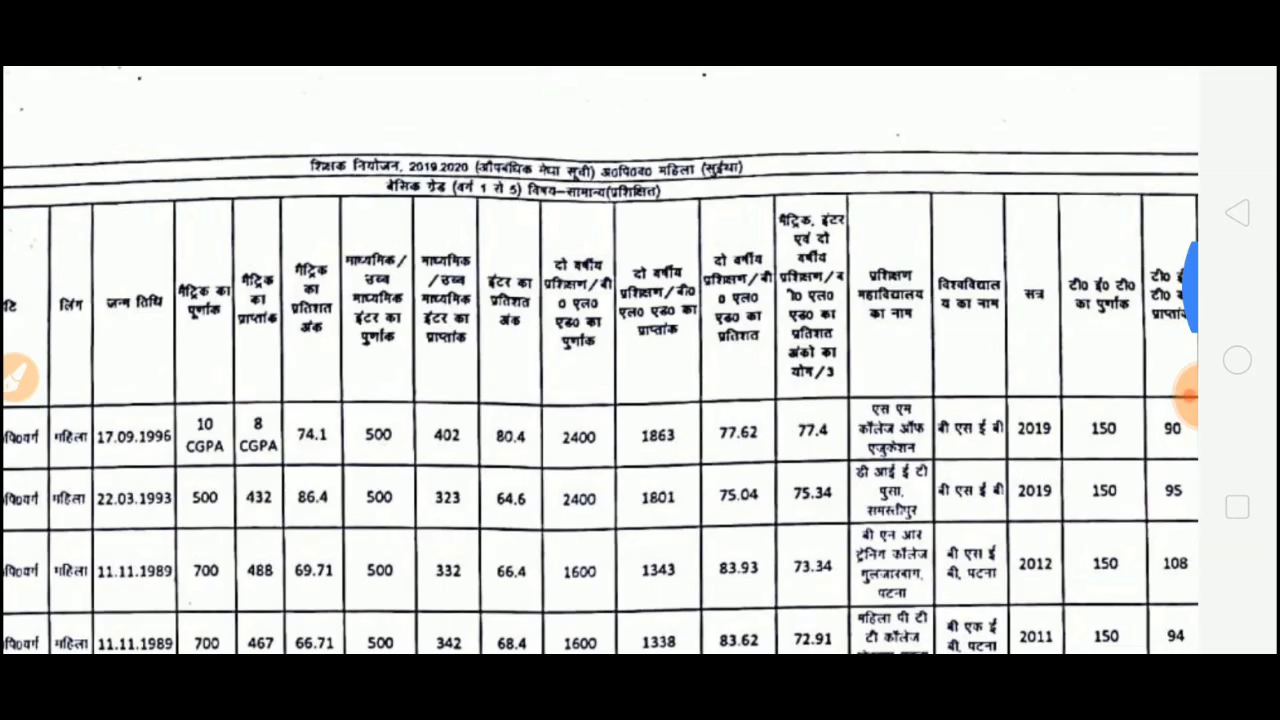 शिक्षक नियोजन, 2019.2020 (औपबंधिक मेघा सूची) अ०पि०व० महिला (सुईथा)
बेसिक ग्रेड (वर्ग 1 रो 5) विषय-सामान्य(प्रशिक्षित)
टि लिंग जन्म तिथि मैट्रिक का पूर्णांक मैट्रिक का प्राप्तांक मैट्रिक का प्रतिशत अंक माध्यमिक / उच्च माध्यमिक इंटर का पुर्णांक माध्यमिक / उच्च माध्यमिक इंटर का प्राप्तांक इंटर का प्रतिशत अंक दो वर्षीय प्रशिक्षण/बी० एल० एड० का पुर्णांक दो वर्षीय प्रशिक्षण/बी० एल० एड० का प्राप्तांक दो वर्षीय प्रशिक्षण/बी० एल० एड० का प्रतिशत मैट्रिक, इंटर एवं दो वर्षीय प्रशिक्षण/बी० एल० एड० का प्रतिशत अंको का योग/3 प्रशिक्षण महाविद्यालय का नाम विश्वविद्यालय का नाम सत्र टी० ई० टी० का पुर्णांक
पि०वर्ग महिला 17.09.1996 10 CGPA 8 CGPA 74.1 500 402 80.4 2400 1863 77.62 77.4 एस एम कॉलेज ऑफ एजुकेशन बी एस ई बी 2019 150 90
पि०वर्ग महिला 22.03.1993 500 432 86.4 500 323 64.6 2400 1801 75.04 75.34 डी आई ई टी पुसा, समस्तीपुर बी एस ई बी 2019 150 95
पि०वर्ग महिला 11.11.1989 700 488 69.71 500 332 66.4 1600 1343 83.93 73.34 बी एन आर ट्रेनिंग कॉलेज गुलजारबाग, पटना बी एस ई बी, पटना 2012 150 108
पि०वर्ग महिला 11.11.1989 700 467 66.71 500 342 68.4 1600 1338 83.62 72.91 महिला पी टी टी कॉलेज बी एक ई बी, पटना 2011 150 94